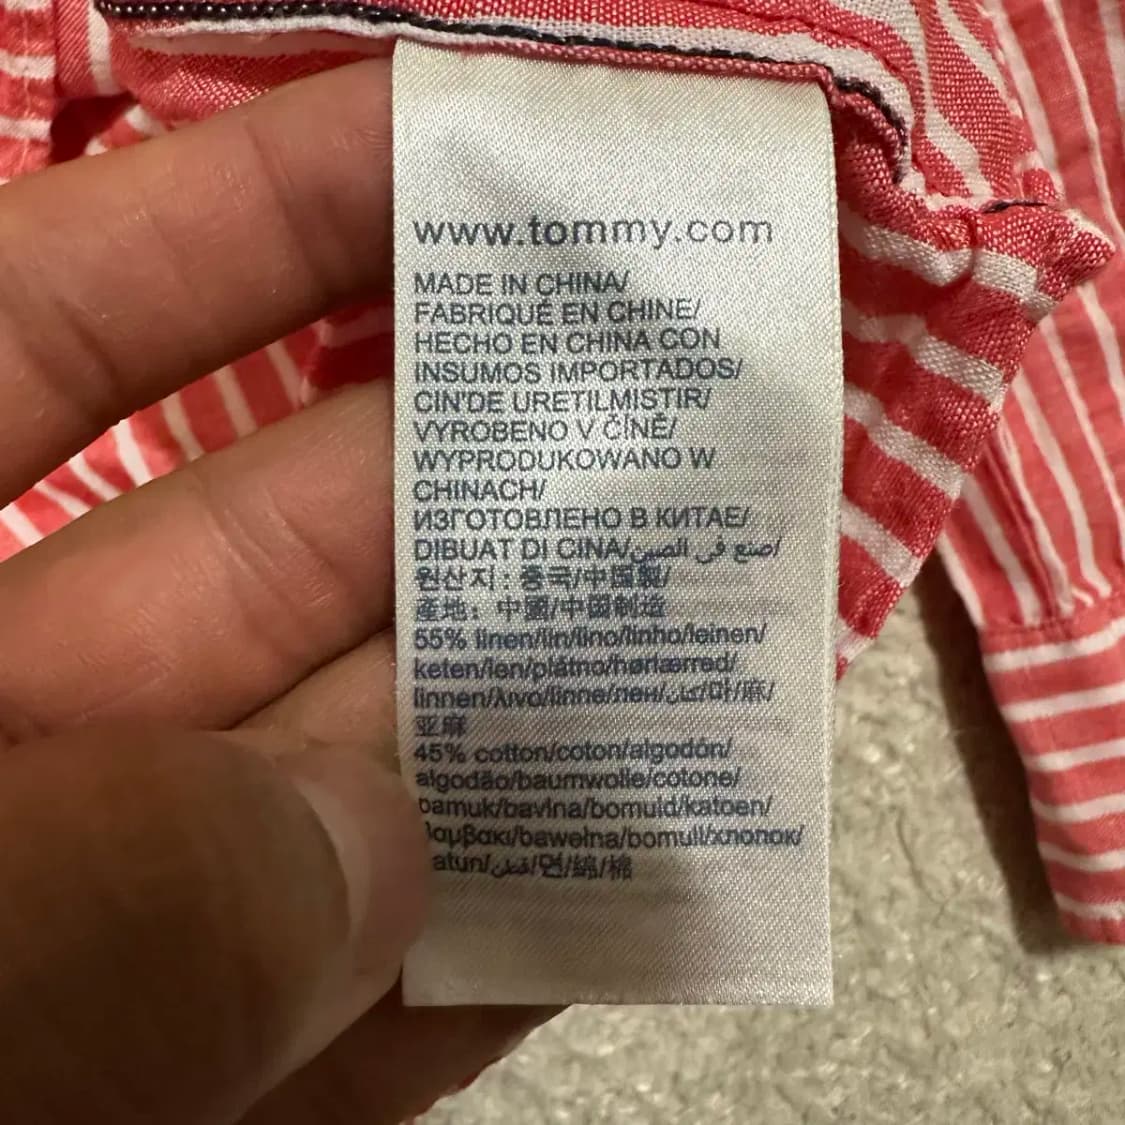 www.tommy.com
MADE IN CHINA/
FABRIQUÉ EN CHINE/
HECHO EN CHINA CON
INSUMOS IMPORTADOS/
CIN'DE URETILMISTIR/
VYROBENO V ČÍNĚ/
WYPRODUKOWANO W
CHINACH/
ИЗГОТОВЛЕНО В КИТАЕ/
DIBUAT DI CINA/صنع في الصين/
원산지: 중국/中国製/
產地: 中國/中国制造
55% linen/lin/lino/linho/leinen/
keten/len/plátno/hørlærred/
linnen/λινο/linne/лен/كتان/마/麻/
亚麻
45% cotton/coton/algodón/
algodão/baumwolle/cotone/
pamuk/bavlna/bomuld/katoen/
bawełna/bomull/хлопок/
قطن/면/綿/棉